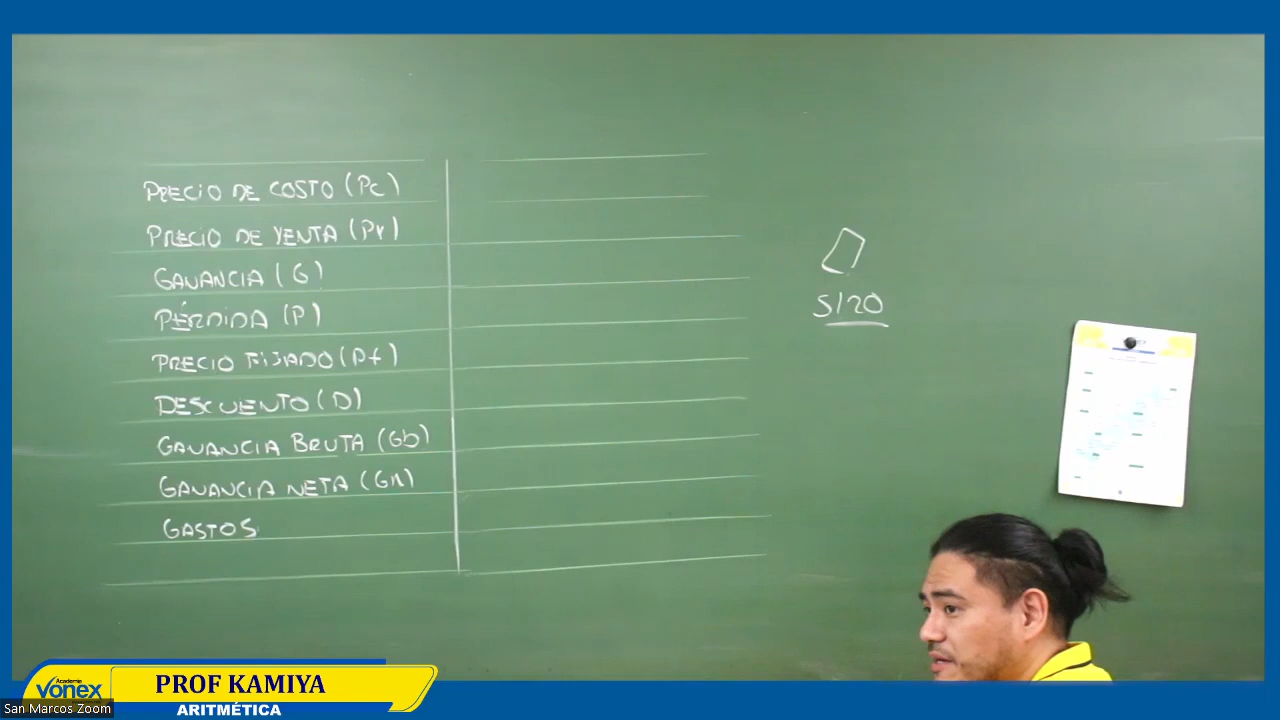 PRECIO DE COSTO (Pc)
PRECIO DE VENTA (Pv)
GANANCIA (G)
PÉRDIDA (P)
PRECIO FIJADO (Pf)
DESCUENTO (D)
GANANCIA BRUTA (Gb)
GANANCIA NETA (GN)
GASTOS
S/20
Academia
vonex
PROF KAMIYA
ARITMÉTICA
San Marcos Zoom